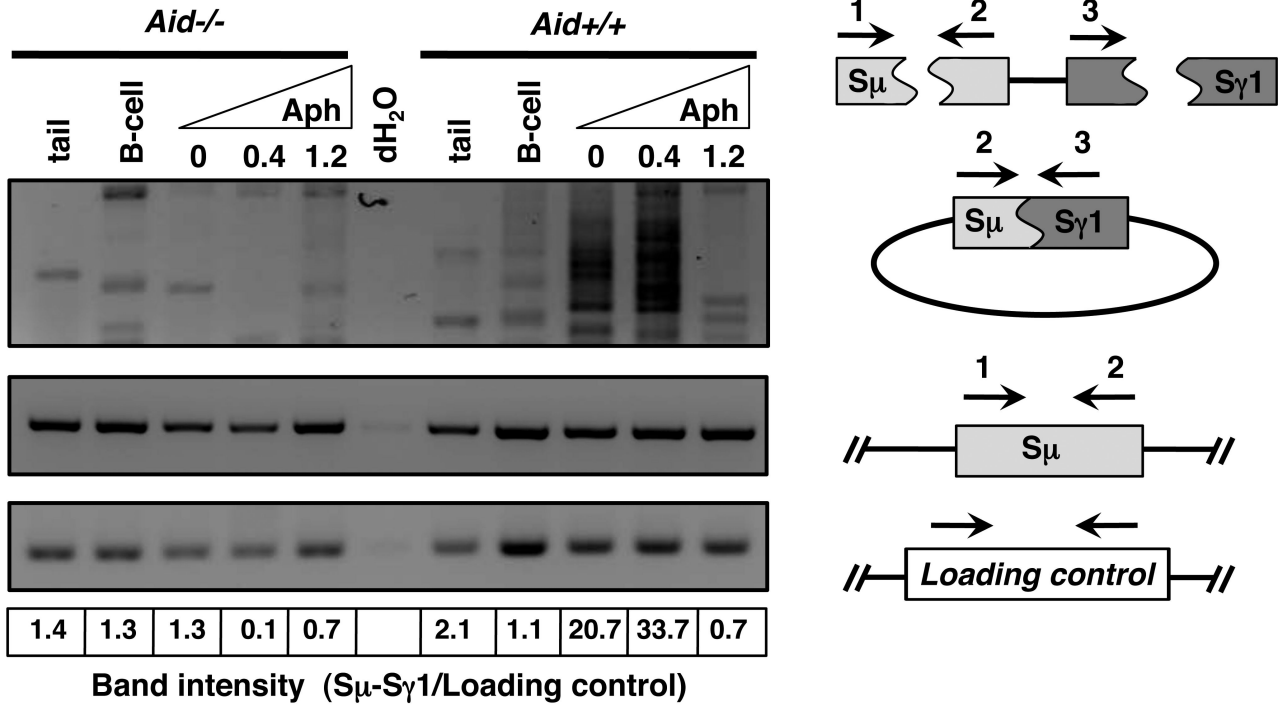 Aid-/- Aid+/+
tail B-cell Aph dH₂O tail B-cell Aph
0 0.4 1.2 0 0.4 1.2
1.4 1.3 1.3 0.1 0.7 2.1 1.1 20.7 33.7 0.7
Band intensity (Sμ-Sγ1/Loading control)
1 2 3
Sμ Sγ1
2 3
Sμ Sγ1
1 2
Sμ
Loading control